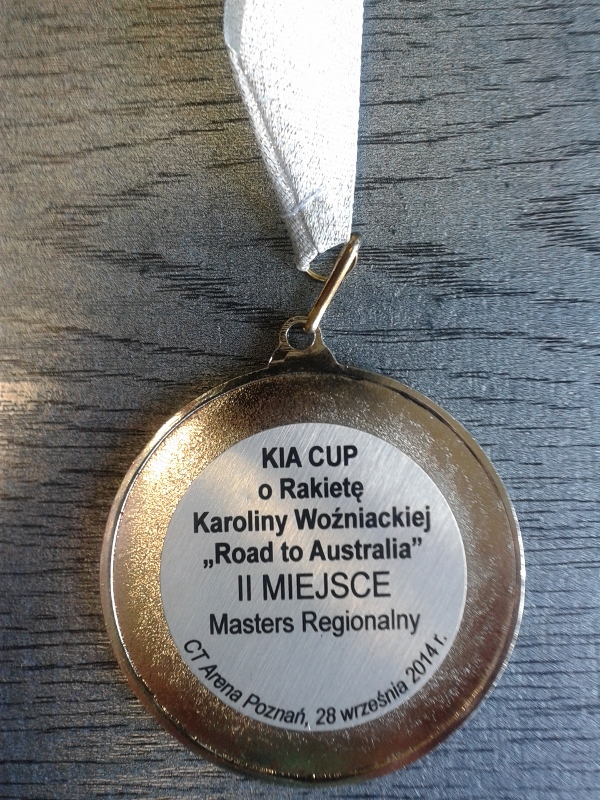 KIA CUP
o Rakietę
Karoliny Woźniackiej
„Road to Australia”
II MIEJSCE
Masters Regionalny
CT Arena Poznań, 28 września 2014 r.